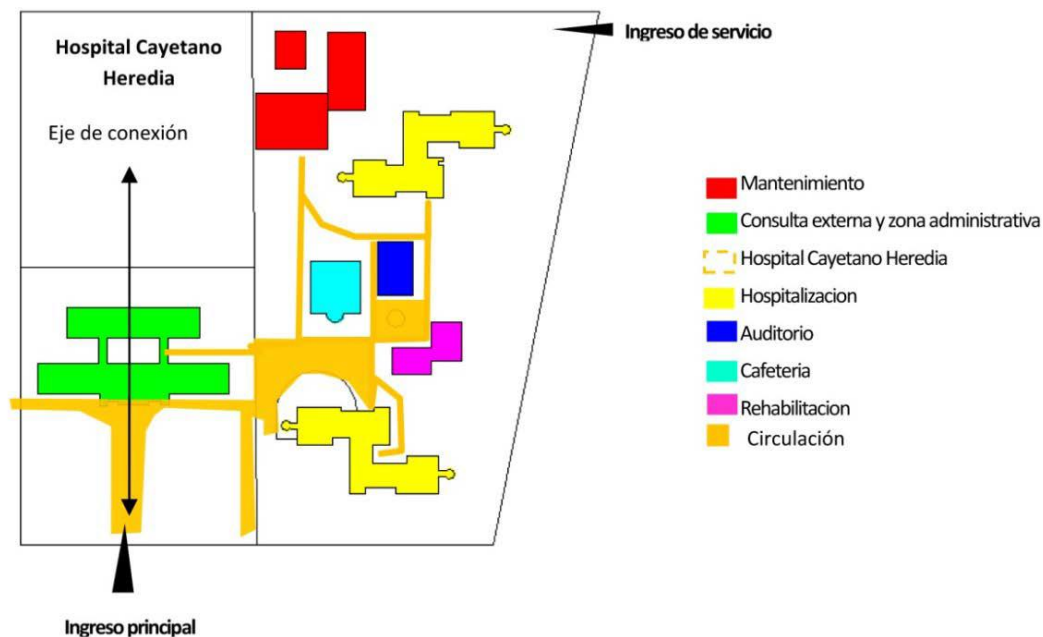 Hospital Cayetano
Heredia
Eje de conexión
Ingreso de servicio
Mantenimiento
Consulta externa y zona administrativa
Hospital Cayetano Heredia
Hospitalizacion
Auditorio
Cafeteria
Rehabilitacion
Circulación
Ingreso principal